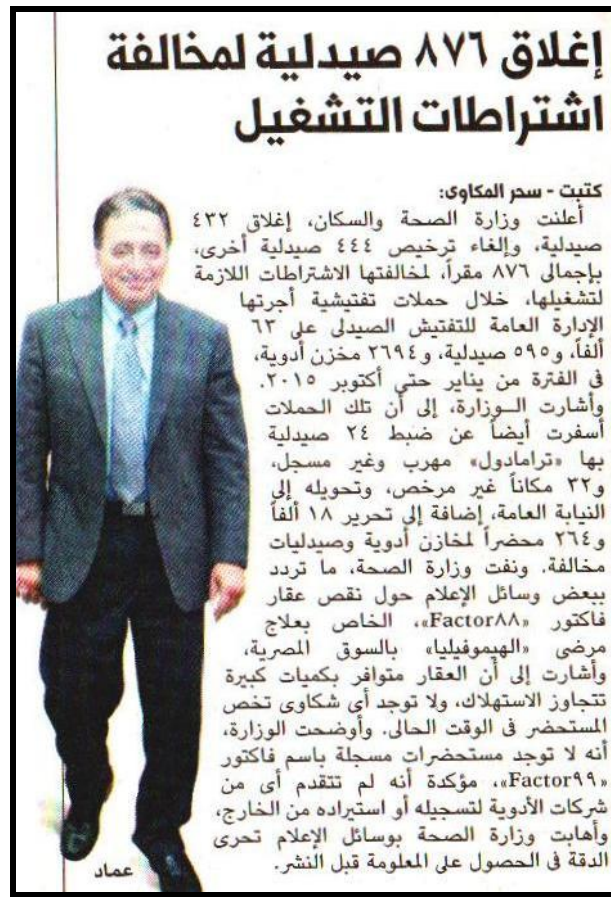 إغلاق ٨٧٦ صيدلية لمخالفة
اشتراطات التشغيل
كتبت - سحر المكاوى:
أعلنت وزارة الصحة والسكان، إغلاق ٤٣٢
صيدلية، وإلغاء ترخيص ٤٤٤ صيدلية أخرى،
بإجمالى ٨٧٦ مقراً، لمخالفتها الاشتراطات اللازمة
لتشغيلها، خلال حملات تفتيشية أجرتها
الإدارة العامة للتفتيش الصيدلى على ٦٣
ألفاً، و٥٩٥ صيدلية، و٢٦٩٤ مخزن أدوية،
فى الفترة من يناير حتى أكتوبر ٢٠١٥.
وأشارت الـوزارة، إلى أن تلك الحملات
أسفرت أيضاً عن ضبط ٢٤ صيدلية
بها «ترامادول» مهرب وغير مسجل،
و٣٢ مكاناً غير مرخص، وتحويله إلى
النيابة العامة، إضافة إلى تحرير ١٨ ألفاً
و٢٦٤ محضراً لمخازن أدوية وصيدليات
مخالفة. ونفت وزارة الصحة، ما تردد
ببعض وسائل الإعلام حول نقص عقار
فاكتور «Factor٨٨»، الخاص بعلاج
مرضى «الهيموفيليا» بالسوق المصرية،
وأشارت إلى أن العقار متوافر بكميات كبيرة
تتجاوز الاستهلاك، ولا توجد أى شكاوى تخص
المستحضر فى الوقت الحالى. وأوضحت الوزارة،
أنه لا توجد مستحضرات مسجلة باسم فاكتور
«Factor٩٩»، مؤكدة أنه لم تتقدم أى من
شركات الأدوية لتسجيله أو استيراده من الخارج،
وأهابت وزارة الصحة بوسائل الإعلام تحرى
الدقة فى الحصول على المعلومة قبل النشر.
عماد